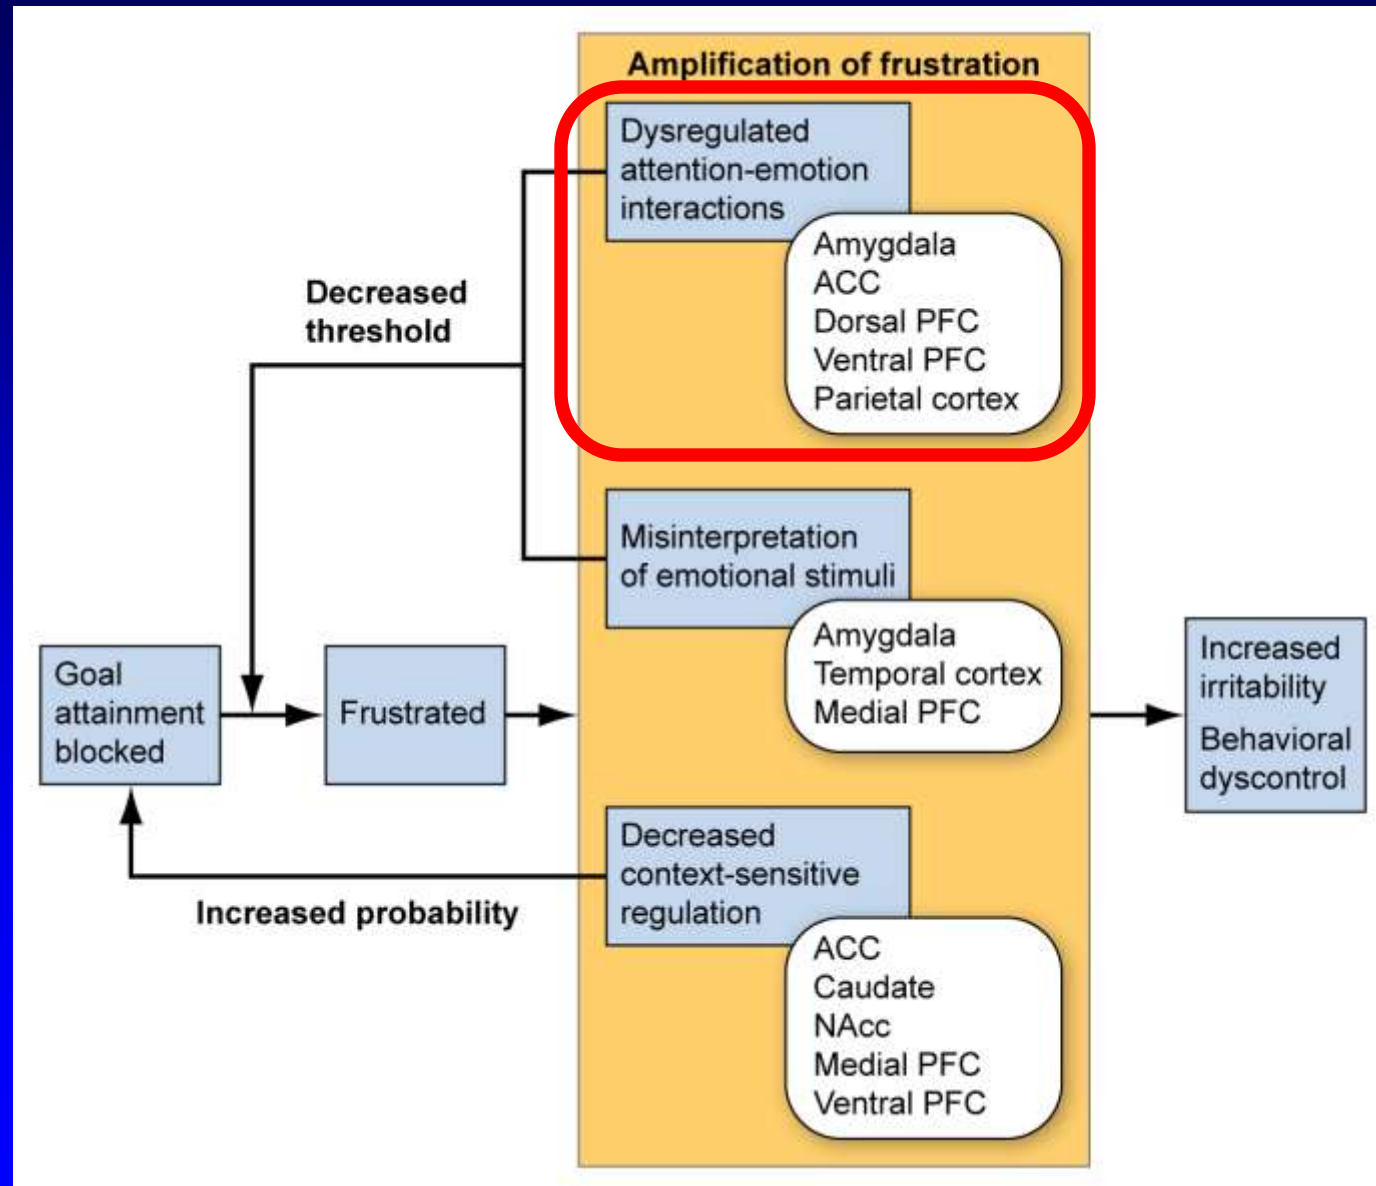 Amplification of frustration
Dysregulated
attention-emotion
interactions
Amygdala
ACC
Dorsal PFC
Ventral PFC
Parietal cortex
Decreased
threshold
Misinterpretation
of emotional stimuli
Amygdala
Temporal cortex
Medial PFC
Goal
attainment
blocked
Frustrated
Increased
irritability
Behavioral
dyscontrol
Decreased
context-sensitive
regulation
Increased probability
ACC
Caudate
NAcc
Medial PFC
Ventral PFC